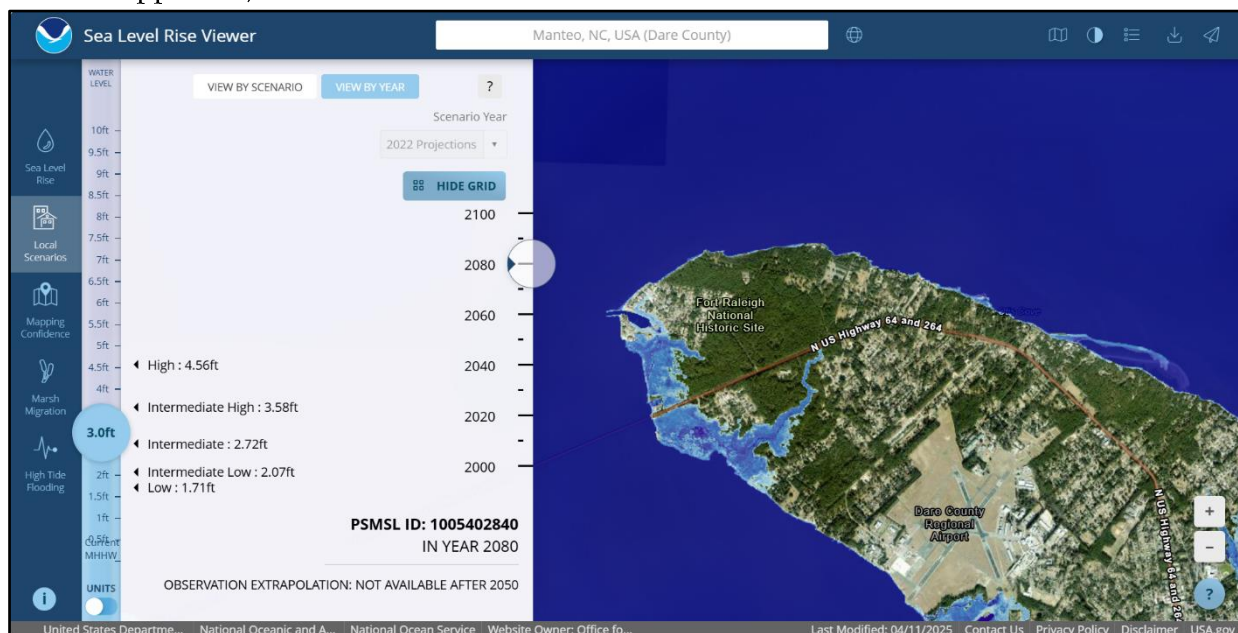 Sea Level Rise Viewer
Manteo, NC, USA (Dare County)
Sea Level
Rise
Local
Scenarios
Mapping
Confidence
Marsh
Migration
High Tide
Flooding
WATER
LEVEL
10ft
9.5ft
9ft
8.5ft
8ft
7.5ft
7ft
6.5ft
6ft
5.5ft
5ft
4.5ft
4ft
3.0ft
2ft
1.5ft
1ft
0.5ft
Current
MHHW
UNITS
VIEW BY SCENARIO
VIEW BY YEAR
?
Scenario Year
2022 Projections
HIDE GRID
2100
2080
2060
2040
2020
2000
High : 4.56ft
Intermediate High : 3.58ft
Intermediate : 2.72ft
Intermediate Low : 2.07ft
Low : 1.71ft
PSMSL ID: 1005402840
IN YEAR 2080
OBSERVATION EXTRAPOLATION: NOT AVAILABLE AFTER 2050
Fort Raleigh
National
Historic Site
N US Highway 64 and 264
Dare County
Regional
Airport
N US Highway 64 and 264
+
−
?
i
United States Departme... National Oceanic and A... National Ocean Service Website Owner: Office fo... Last Modified: 04/11/2025 Contact Us Privacy Policy Disclaimer USA.gov